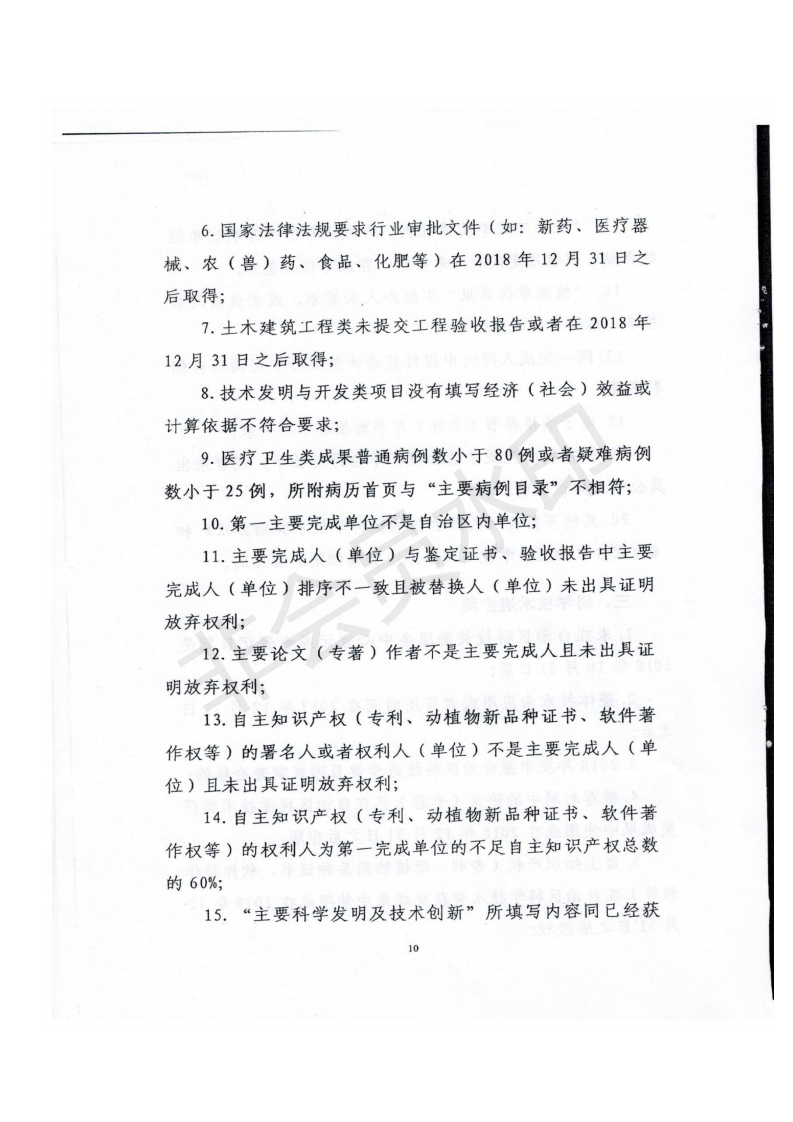 6.国家法律法规要求行业审批文件（如：新药、医疗器
械、农（兽）药、食品、化肥等）在 2018 年 12 月 31 日之
后取得；
7.土木建筑工程类未提交工程验收报告或者在 2018 年
12 月 31 日之后取得；
8.技术发明与开发类项目没有填写经济（社会）效益或
计算依据不符合要求；
9.医疗卫生类成果普通病例数小于 80 例或者疑难病例
数小于 25 例，所附病历首页与“主要病例目录”不相符；
10.第一主要完成单位不是自治区内单位；
11.主要完成人（单位）与鉴定证书、验收报告中主要
完成人（单位）排序不一致且被替换人（单位）未出具证明
放弃权利；
12.主要论文（专著）作者不是主要完成人且未出具证
明放弃权利；
13.自主知识产权（专利、动植物新品种证书、软件著
作权等）的署名人或者权利人（单位）不是主要完成人（单
位）且未出具证明放弃权利；
14.自主知识产权（专利、动植物新品种证书、软件著
作权等）的权利人为第一完成单位的不足自主知识产权总数
的 60%；
15.“主要科学发明及技术创新”所填写内容同已经获
10
非会员水印